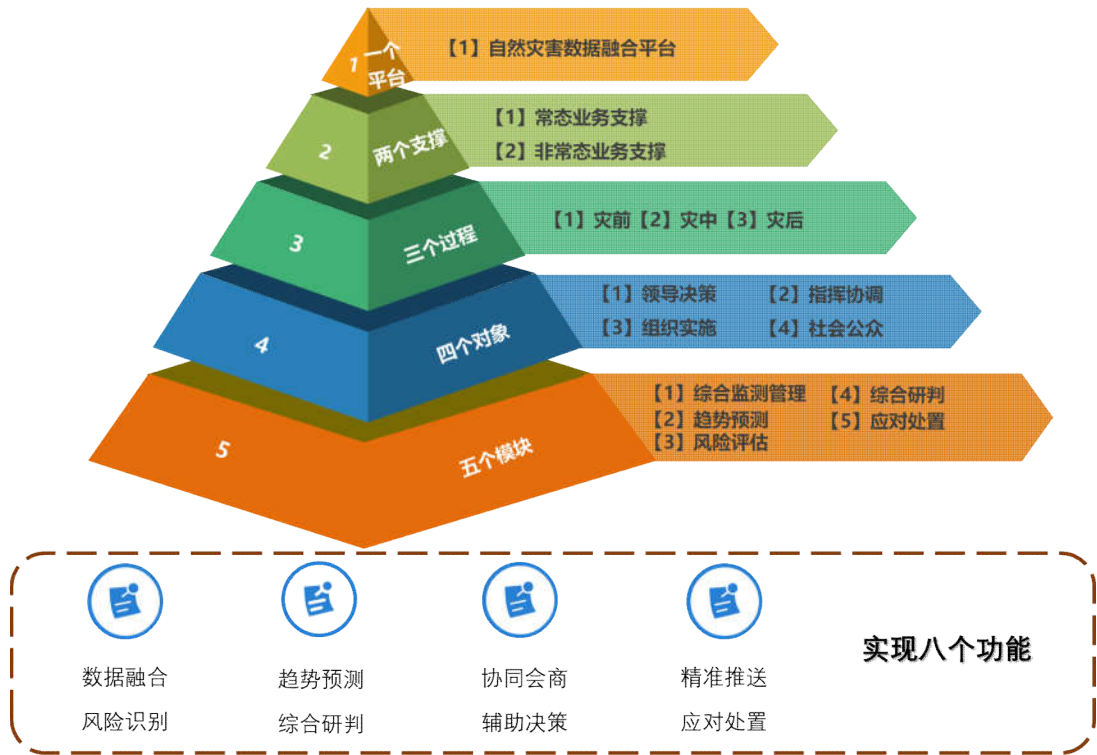 1 一个
平台
【1】自然灾害数据融合平台
2 两个支撑
【1】常态业务支撑
【2】非常态业务支撑
3 三个过程
【1】灾前【2】灾中【3】灾后
4 四个对象
【1】领导决策 【2】指挥协调
【3】组织实施 【4】社会公众
5 五个模块
【1】综合监测管理 【4】综合研判
【2】趋势预测 【5】应对处置
【3】风险评估
数据融合 趋势预测 协同会商 精准推送
风险识别 综合研判 辅助决策 应对处置
实现八个功能